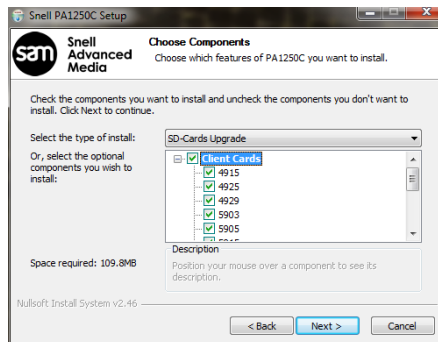 Snell PA1250C Setup
sam
Snell
Advanced
Media
Choose Components
Choose which features of PA1250C you want to install.
Check the components you want to install and uncheck the components you don't want to
install. Click Next to continue.
Select the type of install:
SD-Cards Upgrade
Or, select the optional
components you wish to
install:
Client Cards
4915
4925
4929
5903
5905
Space required: 109.8MB
Description
Position your mouse over a component to see its
description.
Nullsoft Install System v2.46
< Back
Next >
Cancel